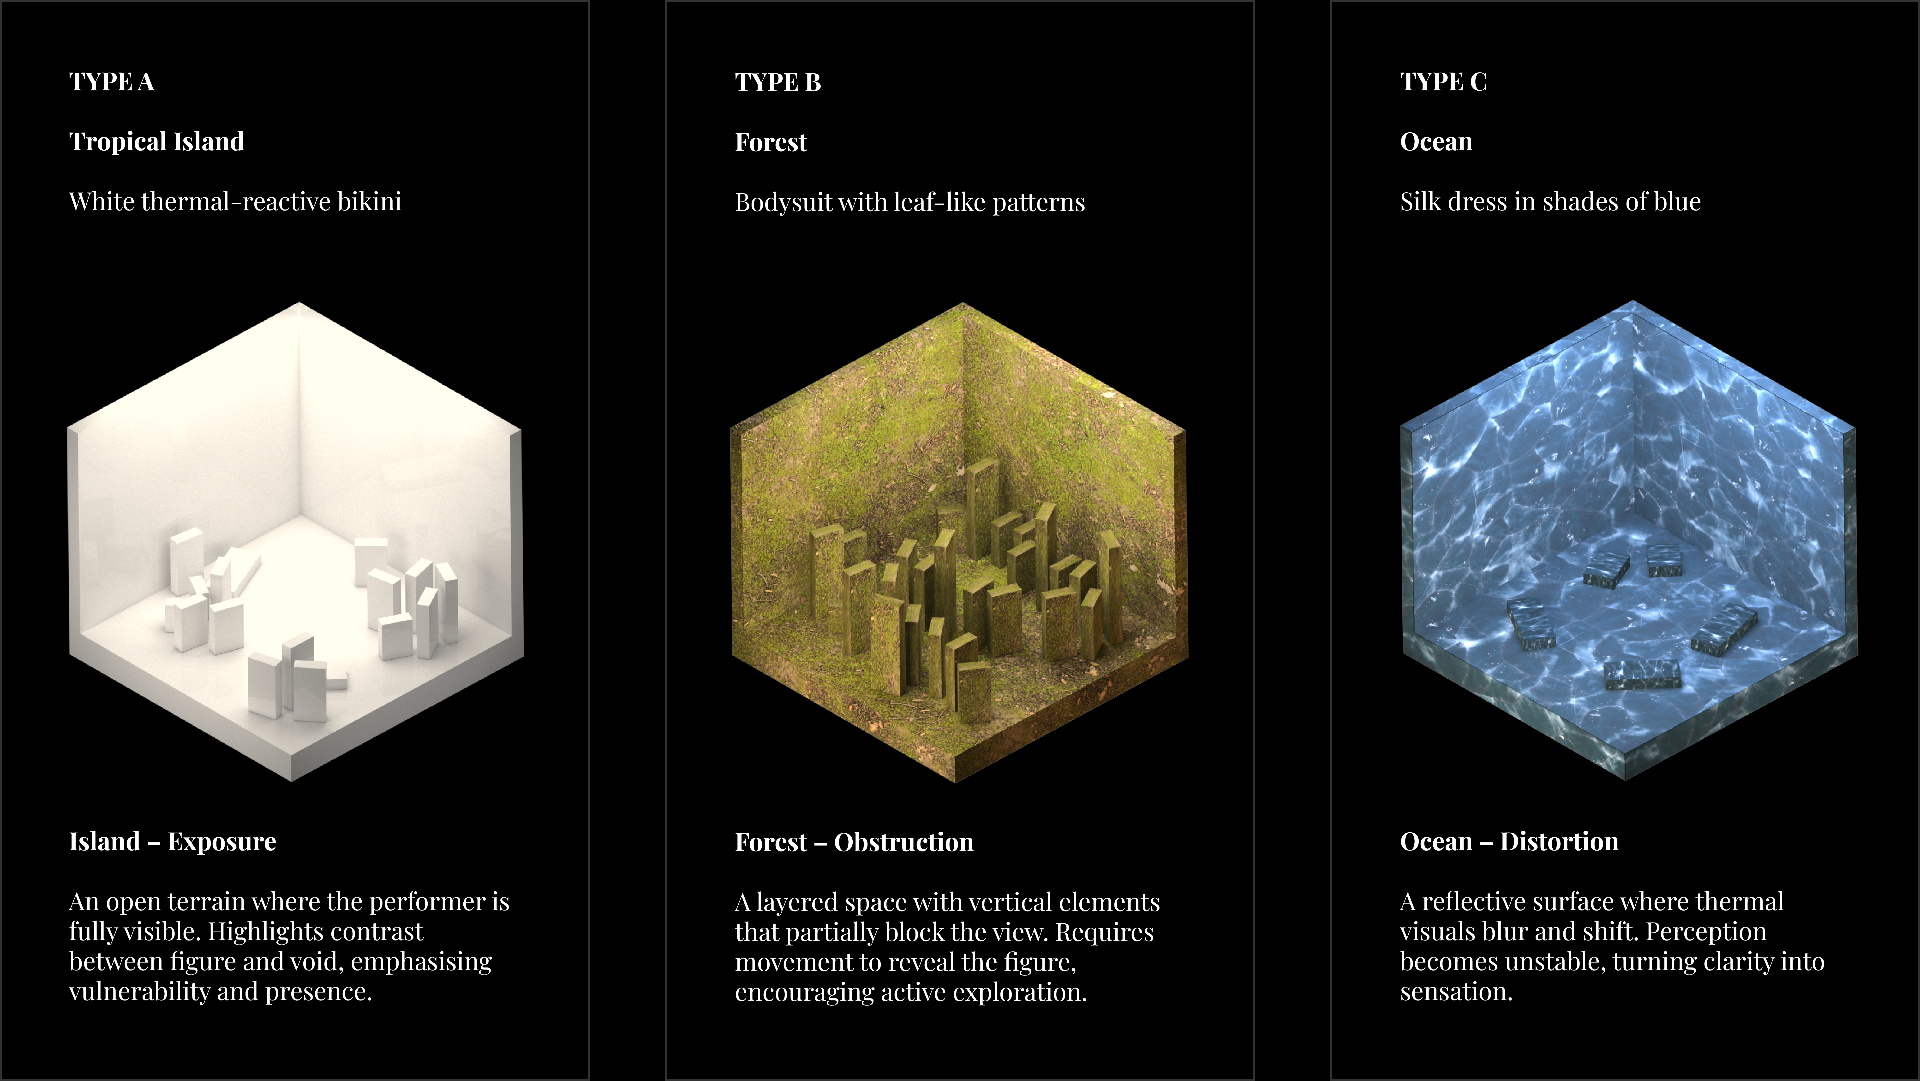 TYPE A
Tropical Island
White thermal-reactive bikini
Island – Exposure
An open terrain where the performer is
fully visible. Highlights contrast
between figure and void, emphasising
vulnerability and presence.
TYPE B
Forest
Bodysuit with leaf-like patterns
Forest – Obstruction
A layered space with vertical elements
that partially block the view. Requires
movement to reveal the figure,
encouraging active exploration.
TYPE C
Ocean
Silk dress in shades of blue
Ocean – Distortion
A reflective surface where thermal
visuals blur and shift. Perception
becomes unstable, turning clarity into
sensation.